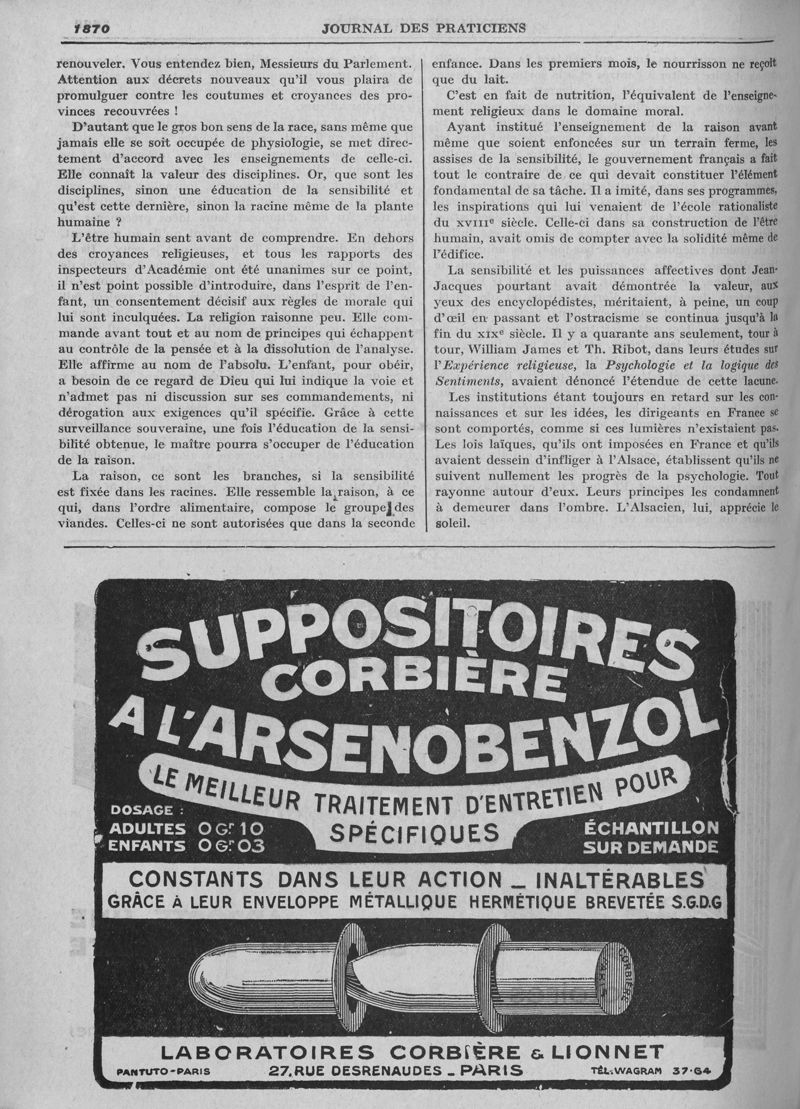 1870
JOURNAL DES PRATICIENS
renouveler. Vous entendez bien, Messieurs du Parlement.
Attention aux décrets nouveaux qu'il vous plaira de
promulguer contre les coutumes et croyances des pro-
vinces recouvrées !
D'autant que le gros bon sens de la race, sans même que
jamais elle se soit occupée de physiologie, se met direc-
tement d'accord avec les enseignements de celle-ci.
Elle connaît la valeur des disciplines. Or, que sont les
disciplines, sinon une éducation de la sensibilité et
qu'est cette dernière, sinon la racine même de la plante
humaine ?
L'être humain sent avant de comprendre. En dehors
des croyances religieuses, et tous les rapports des
inspecteurs d'Académie ont été unanimes sur ce point,
il n'est point possible d'introduire, dans l'esprit de l'en-
fant, un consentement décisif aux règles de morale qui
lui sont inculquées. La religion raisonne peu. Elle com-
mande avant tout et au nom de principes qui échappent
au contrôle de la pensée et à la dissolution de l'analyse.
Elle affirme au nom de l'absolu. L'enfant, pour obéir,
a besoin de ce regard de Dieu qui lui indique la voie et
n'admet pas ni discussion sur ses commandements, ni
dérogation aux exigences qu'il spécifie. Grâce à cette
surveillance souveraine, une fois l'éducation de la sensi-
bilité obtenue, le maître pourra s'occuper de l'éducation
de la raison.
La raison, ce sont les branches, si la sensibilité
est fixée dans les racines. Elle ressemble la raison, à ce
qui, dans l'ordre alimentaire, compose le groupe des
viandes. Celles-ci ne sont autorisées que dans la seconde
enfance. Dans les premiers mois, le nourrisson ne reçoit
que du lait.
C'est en fait de nutrition, l'équivalent de l'enseigne-
ment religieux dans le domaine moral.
Ayant institué l'enseignement de la raison avant
même que soient enfoncées sur un terrain ferme, les
assises de la sensibilité, le gouvernement français a fait
tout le contraire de ce qui devait constituer l'élément
fondamental de sa tâche. Il a imité, dans ses programmes,
les inspirations qui lui venaient de l'école rationaliste
du XVIIIe siècle. Celle-ci dans sa construction de l'être
humain, avait omis de compter avec la solidité même de
l'édifice.
La sensibilité et les puissances affectives dont Jean-
Jacques pourtant avait démontrée la valeur, aux
yeux des encyclopédistes, méritaient, à peine, un coup
d'œil en passant et l'ostracisme se continua jusqu'à la
fin du XIXe siècle. Il y a quarante ans seulement, tour à
tour, William James et Th. Ribot, dans leurs études sur
l'Expérience religieuse, la Psychologie et la logique des
Sentiments, avaient dénoncé l'étendue de cette lacune.
Les institutions étant toujours en retard sur les con-
naissances et sur les idées, les dirigeants en France se
sont comportés, comme si ces lumières n'existaient pas.
Les lois laïques, qu'ils ont imposées en France et qu'ils
avaient dessein d'infliger à l'Alsace, établissent qu'ils ne
suivent nullement les progrès de la psychologie. Tout
rayonne autour d'eux. Leurs principes les condamnent
à demeurer dans l'ombre. L'Alsacien, lui, apprécie le
soleil.
SUPPOSITOIRES
CORBIÈRE
A L'ARSENOBENZOL
LE MEILLEUR TRAITEMENT D'ENTRETIEN POUR
SPÉCIFIQUES
DOSAGE :
ADULTES 0 Gr 10
ENFANTS 0 Gr 03
ÉCHANTILLON
SUR DEMANDE
CONSTANTS DANS LEUR ACTION _ INALTÉRABLES
GRÂCE À LEUR ENVELOPPE MÉTALLIQUE HERMÉTIQUE BREVETÉE S.G.D.G
CORBIÈRE
PARIS
LABORATOIRES CORBIÈRE & LIONNET
PANTUTO-PARIS
27, RUE DESRENAUDES _ PARIS
TÉL: WAGRAM 37-64